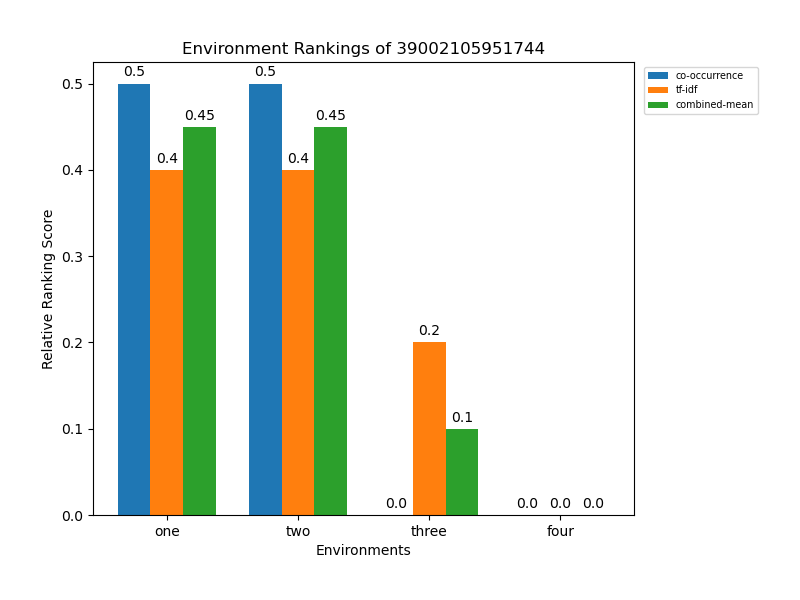 Environment Rankings of 39002105951744
co-occurrence
tf-idf
combined-mean
Relative Ranking Score
0.5
0.4
0.3
0.2
0.1
0.0
0.5
0.4
0.45
0.5
0.4
0.45
0.0
0.2
0.1
0.0
0.0
0.0
one
two
three
four
Environments